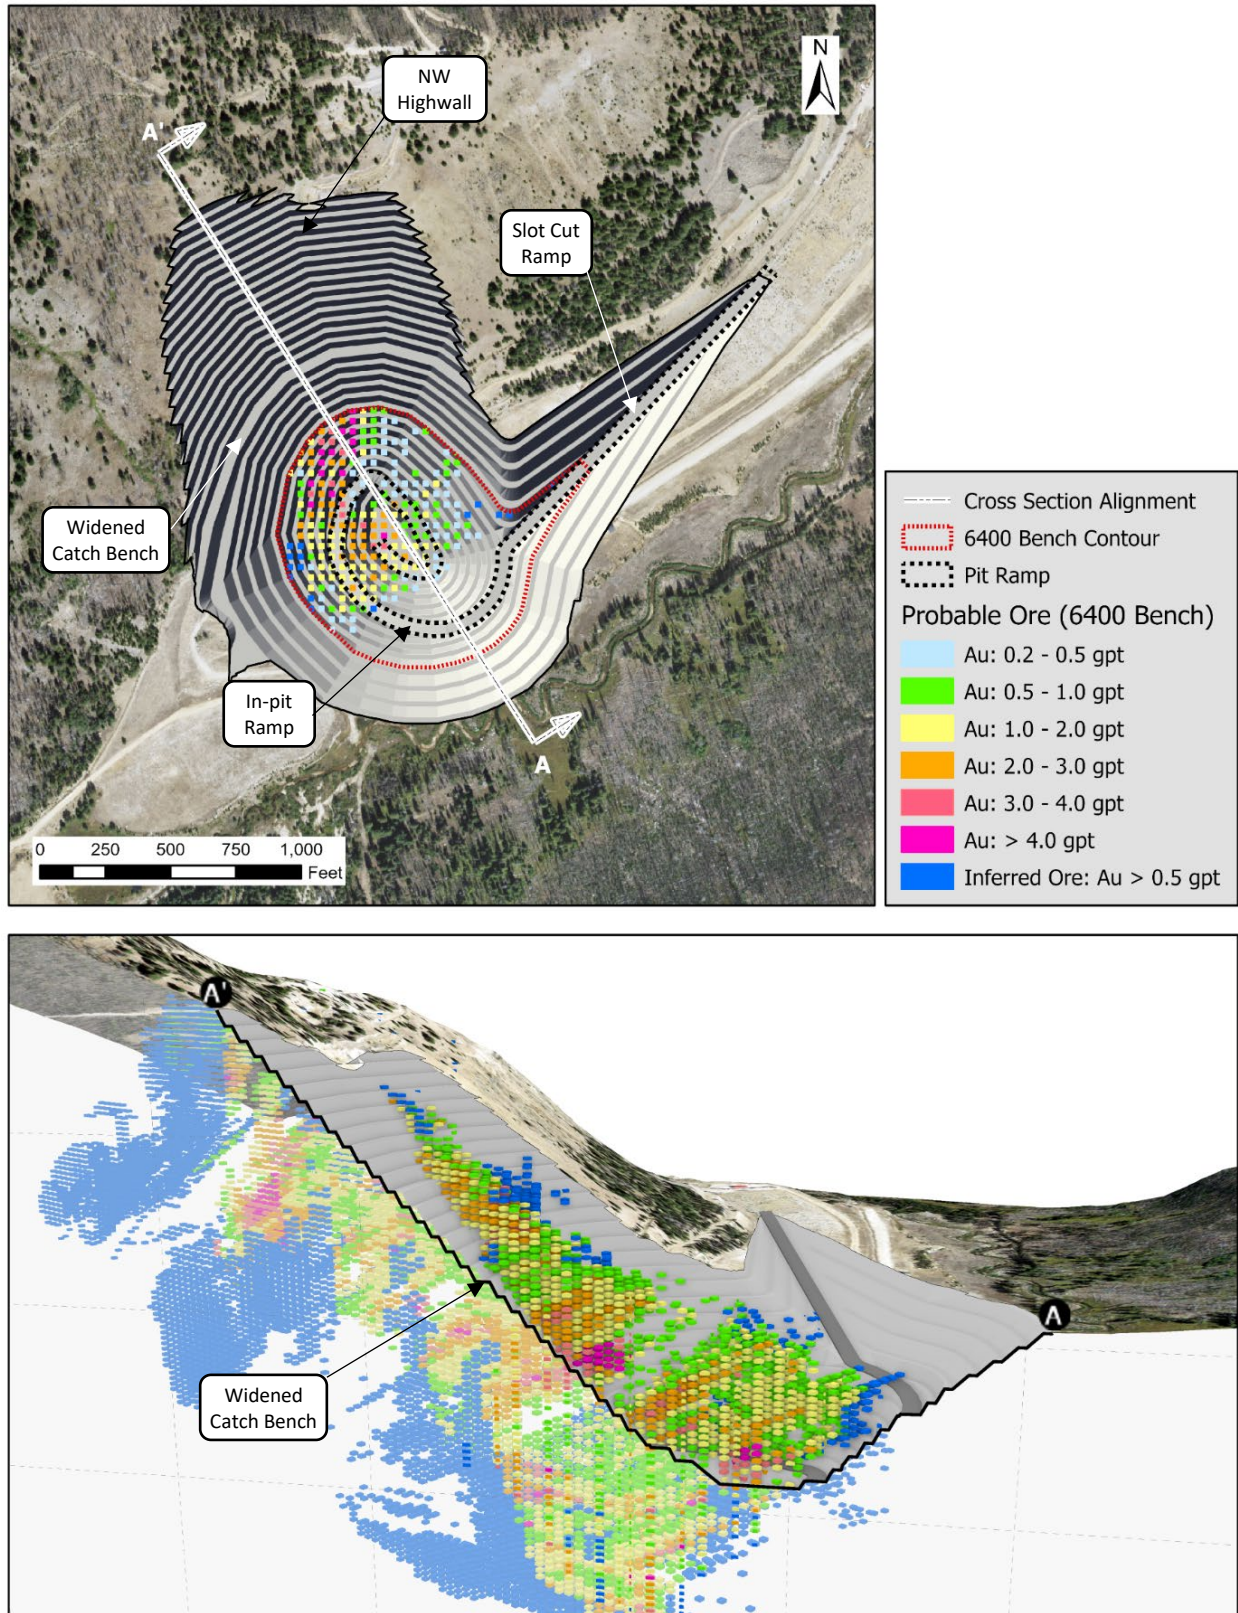 N
NW
Highwall
A'
Slot Cut
Ramp
Widened
Catch Bench
In-pit
Ramp
A
0 250 500 750 1,000
Feet
Cross Section Alignment
6400 Bench Contour
Pit Ramp
Probable Ore (6400 Bench)
Au: 0.2 - 0.5 gpt
Au: 0.5 - 1.0 gpt
Au: 1.0 - 2.0 gpt
Au: 2.0 - 3.0 gpt
Au: 3.0 - 4.0 gpt
Au: > 4.0 gpt
Inferred Ore: Au > 0.5 gpt
A'
A
Widened
Catch Bench